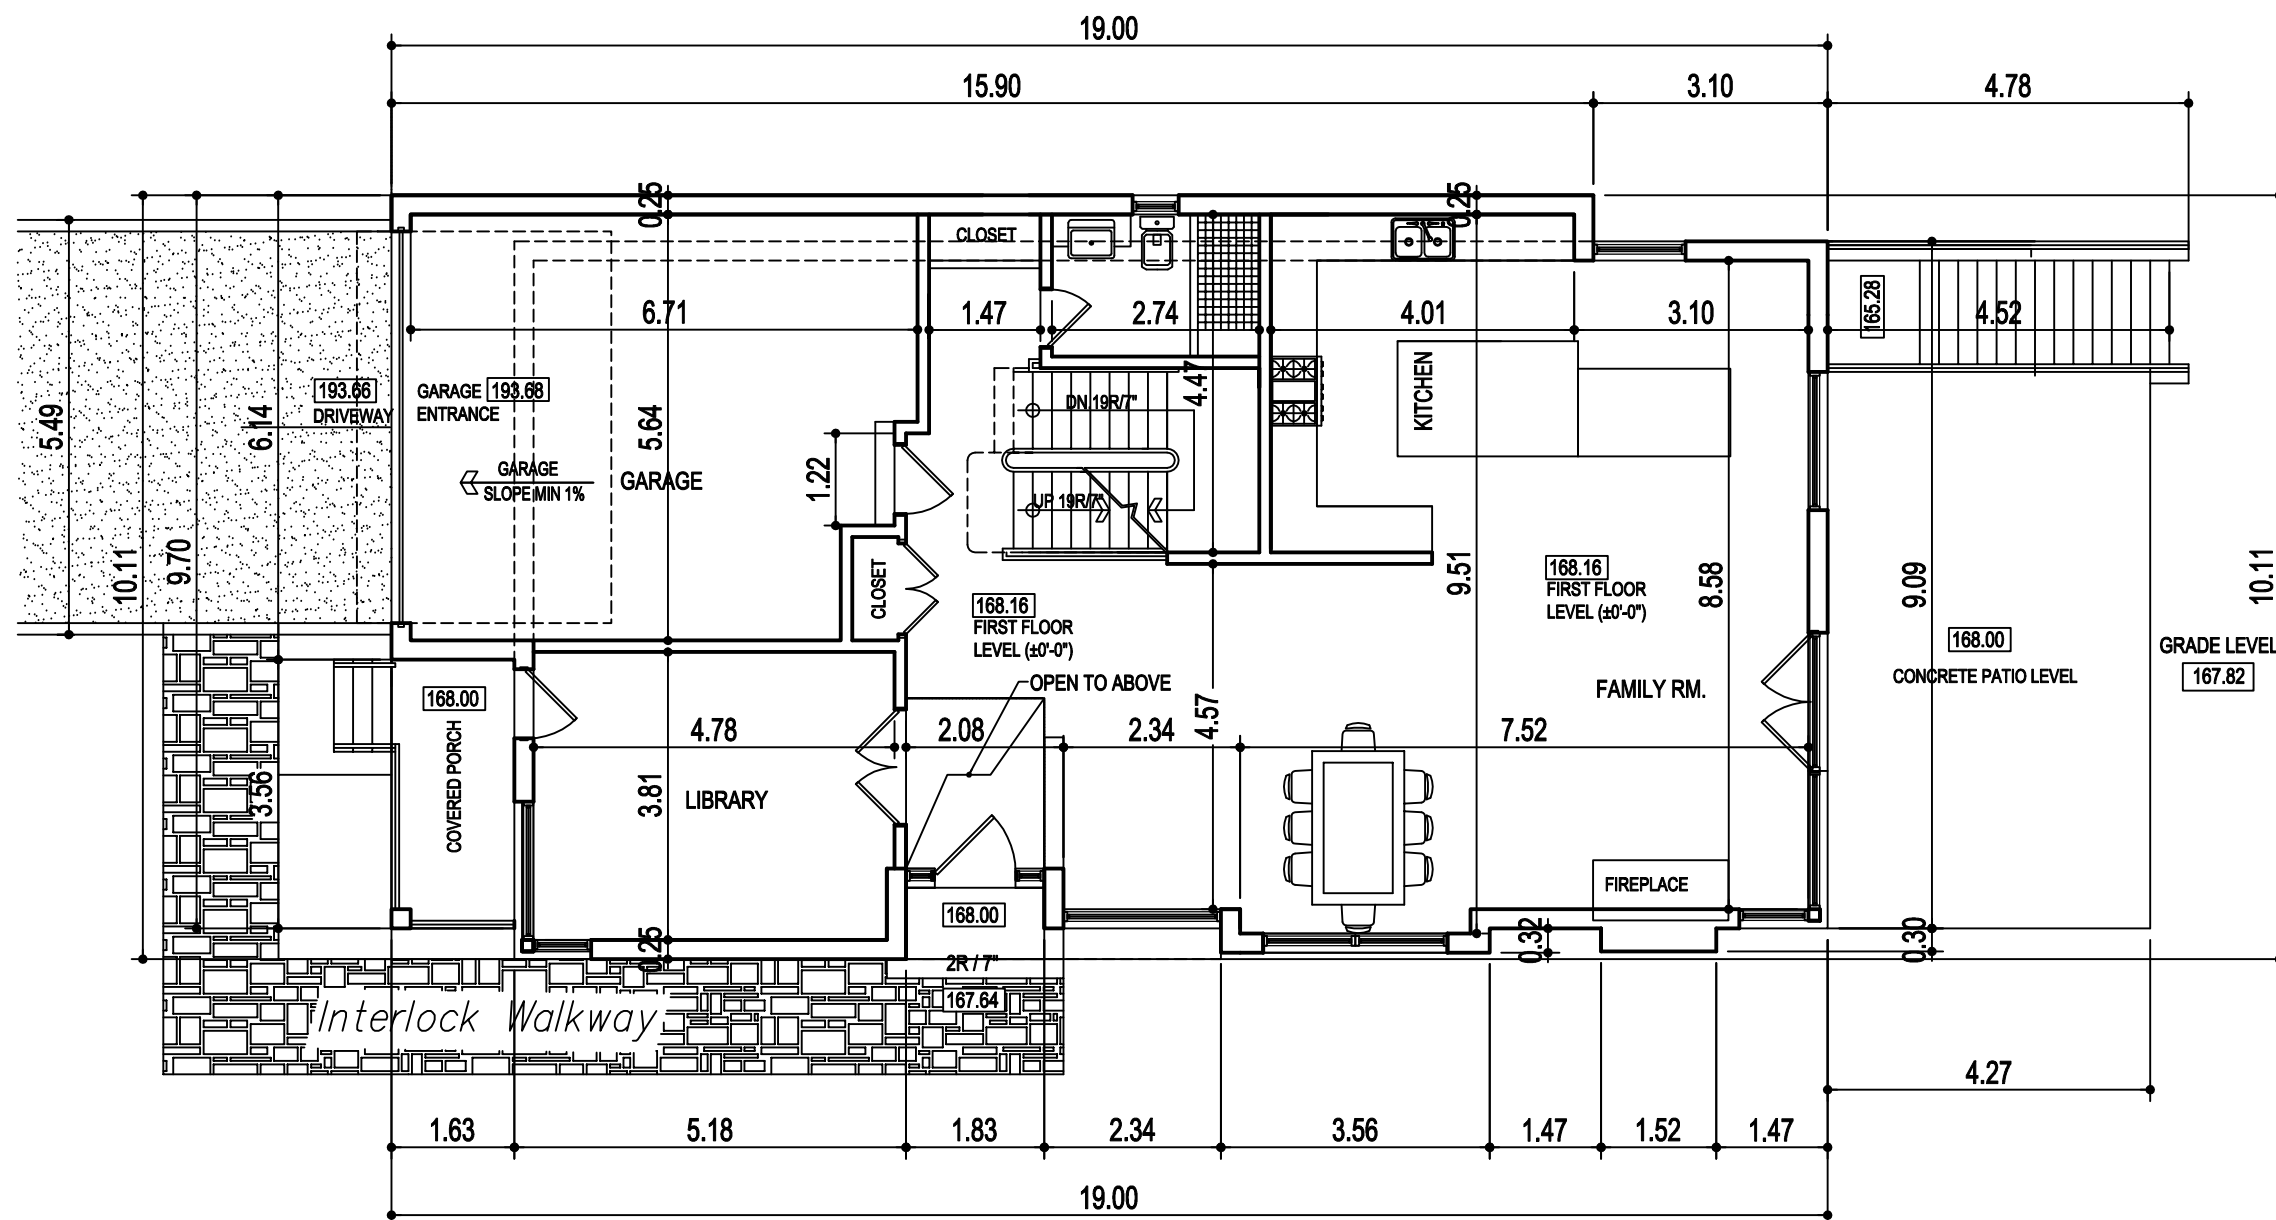 19.00
15.90
3.10
4.78
0.25
0.25
CLOSET
6.71
1.47
2.74
4.01
3.10
165.28
4.52
193.66
DRIVEWAY
GARAGE 193.68
ENTRANCE
5.49
6.14
5.64
DN.19R/7"
4.47
KITCHEN
GARAGE
SLOPE MIN 1%
GARAGE
1.22
UP 19R/7"
10.11
9.70
CLOSET
9.51
8.58
9.09
10.11
168.16
FIRST FLOOR
LEVEL (±0'-0")
168.16
FIRST FLOOR
LEVEL (±0'-0")
168.00
CONCRETE PATIO LEVEL
GRADE LEVEL
167.82
OPEN TO ABOVE
168.00
COVERED PORCH
FAMILY RM.
4.78
2.08
2.34
4.57
7.52
3.56
3.81
LIBRARY
FIREPLACE
168.00
0.25
0.32
0.30
2R / 7"
167.64
Interlock Walkway
4.27
1.63
5.18
1.83
2.34
3.56
1.47
1.52
1.47
19.00